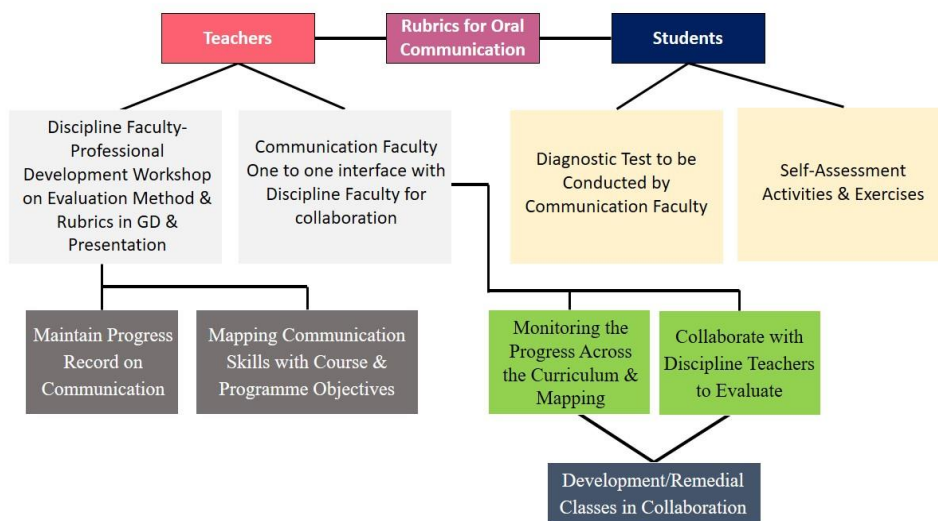 Teachers
Rubrics for Oral
Communication
Students
Discipline Faculty-
Professional
Development Workshop
on Evaluation Method &
Rubrics in GD &
Presentation
Communication Faculty
One to one interface with
Discipline Faculty for
collaboration
Diagnostic Test to be
Conducted by
Communication Faculty
Self-Assessment
Activities & Exercises
Maintain Progress
Record on
Communication
Mapping Communication
Skills with Course &
Programme Objectives
Monitoring the
Progress Across
the Curriculum &
Mapping
Collaborate with
Discipline Teachers
to Evaluate
Development/Remedial
Classes in Collaboration